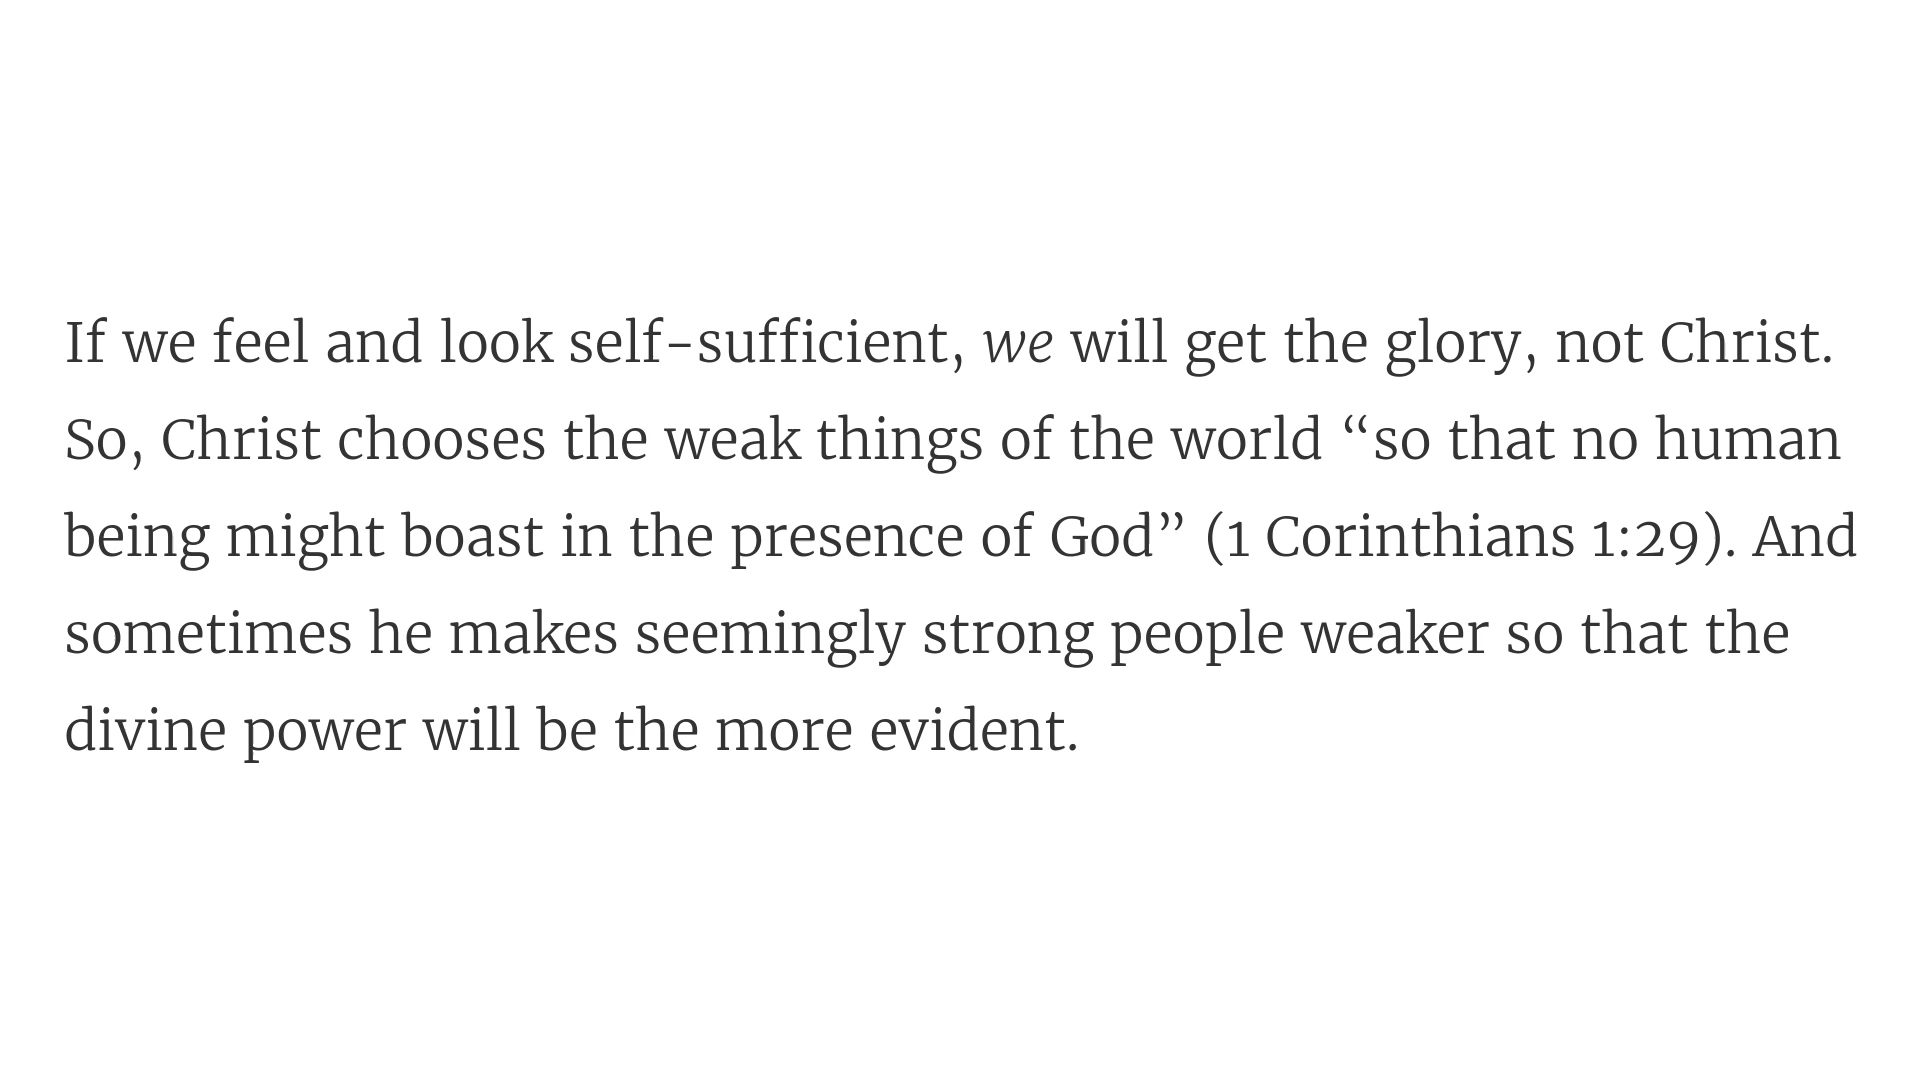 If we feel and look self-sufficient, we will get the glory, not Christ.
So, Christ chooses the weak things of the world “so that no human
being might boast in the presence of God” (1 Corinthians 1:29). And
sometimes he makes seemingly strong people weaker so that the
divine power will be the more evident.